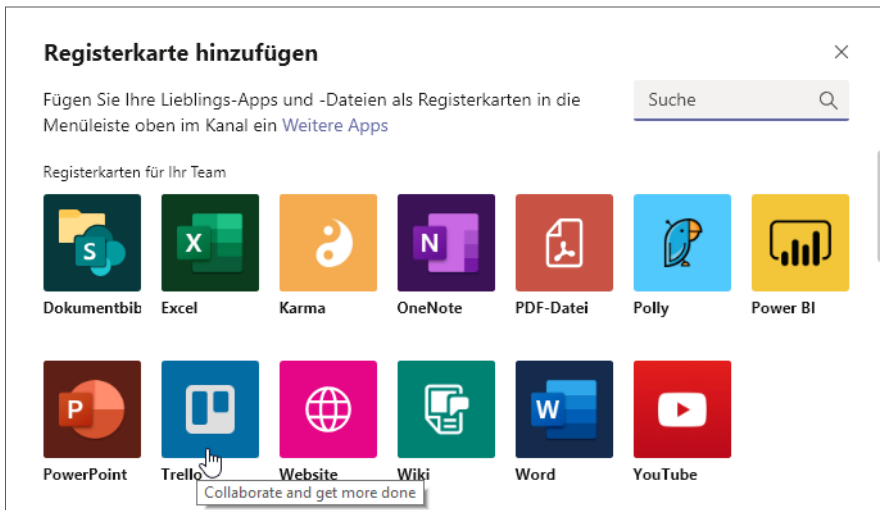 Registerkarte hinzufügen
Fügen Sie Ihre Lieblings-Apps und -Dateien als Registerkarten in die
Menüleiste oben im Kanal ein Weitere Apps
Suche
Registerkarten für Ihr Team
S
X
N
Dokumentbib
Excel
Karma
OneNote
PDF-Datei
Polly
Power BI
P
W
PowerPoint
Trello
Website
Wiki
Word
YouTube
Collaborate and get more done